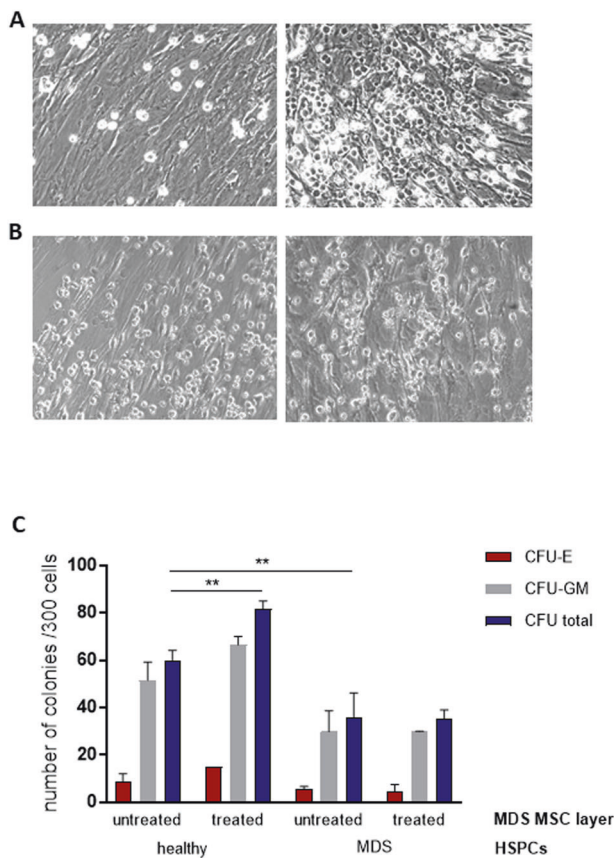 A
B
C
number of colonies /300 cells
100
80
60
40
20
0
**
**
CFU-E
CFU-GM
CFU total
untreated treated untreated treated MDS MSC layer
healthy MDS HSPCs